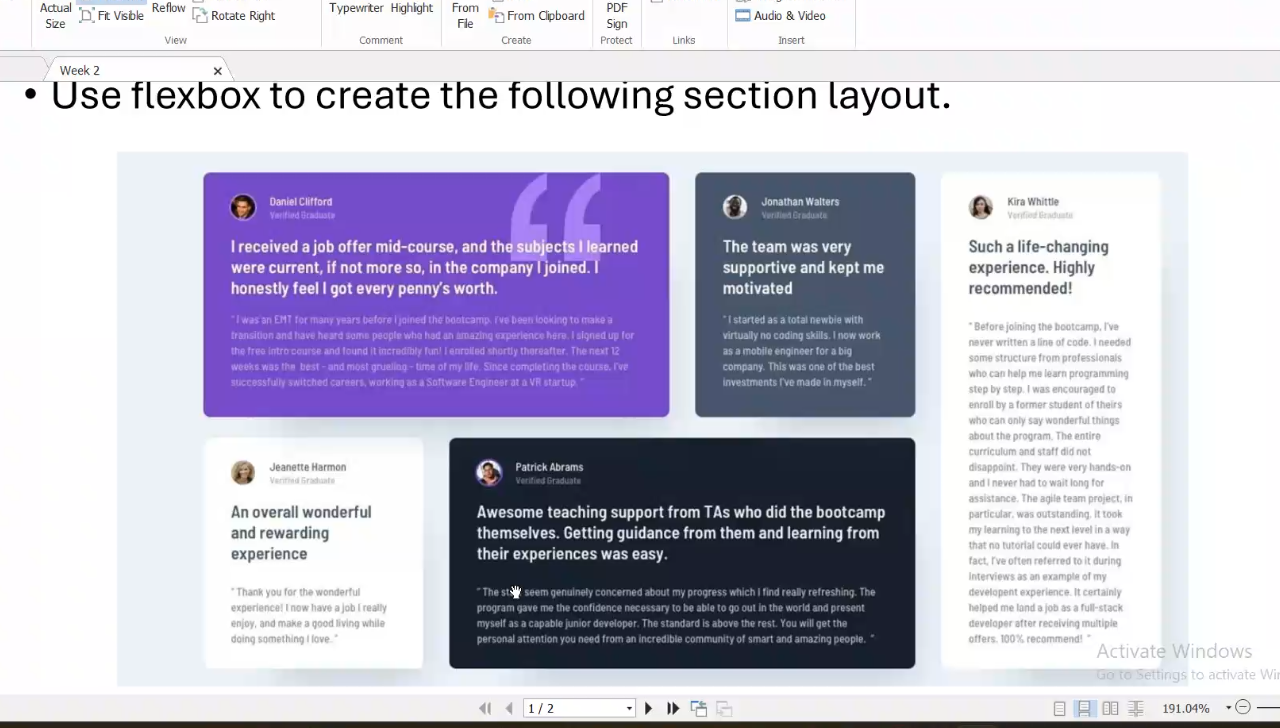 Actual
Size
Fit Visible
Reflow
Rotate Right
View
Typewriter
Highlight
Comment
From
File
From Clipboard
Create
PDF
Sign
Protect
Links
Audio & Video
Insert
Week 2
• Use flexbox to create the following section layout.
Daniel Clifford
Verified Graduate
I received a job offer mid-course, and the subjects I learned
were current, if not more so, in the company I joined. I
honestly feel I got every penny's worth.
" I was an EMT for many years before I joined the bootcamp. I've been looking to make a
transition and have heard some people who had an amazing experience here. I signed up for
the free intro course and found it incredibly fun! I enrolled shortly thereafter. The next 12
weeks was the best - and most grueling - time of my life. Since completing the course, I've
successfully switched careers, working as a Software Engineer at a VR startup. "
Jonathan Walters
Verified Graduate
The team was very
supportive and kept me
motivated
" I started as a total newbie with
virtually no coding skills. I now work
as a mobile engineer for a big
company. This was one of the best
investments I've made in myself. "
Kira Whittle
Verified Graduate
Such a life-changing
experience. Highly
recommended!
" Before joining the bootcamp, I've
never written a line of code. I needed
some structure from professionals
who can help me learn programming
step by step. I was encouraged to
enroll by a former student of theirs
who can only say wonderful things
about the program. The entire
curriculum and staff did not
disappoint. They were very hands-on
and I never had to wait long for
assistance. The agile team project, in
particular, was outstanding. It took
my learning to the next level in a way
that no tutorial could ever have. In
fact, I've often referred to it during
interviews as an example of my
developent experience. It certainly
helped me land a job as a full-stack
developer after receiving multiple
offers. 100% recommend! "
Jeanette Harmon
Verified Graduate
An overall wonderful
and rewarding
experience
" Thank you for the wonderful
experience! I now have a job I really
enjoy, and make a good living while
doing something I love. "
Patrick Abrams
Verified Graduate
Awesome teaching support from TAs who did the bootcamp
themselves. Getting guidance from them and learning from
their experiences was easy.
" The seem genuinely concerned about my progress which I find really refreshing. The
program gave me the confidence necessary to be able to go out in the world and present
myself as a capable junior developer. The standard is above the rest. You will get the
personal attention you need from an incredible community of smart and amazing people. "
Activate Windows
Go to Settings to activate
1 / 2
191.04%